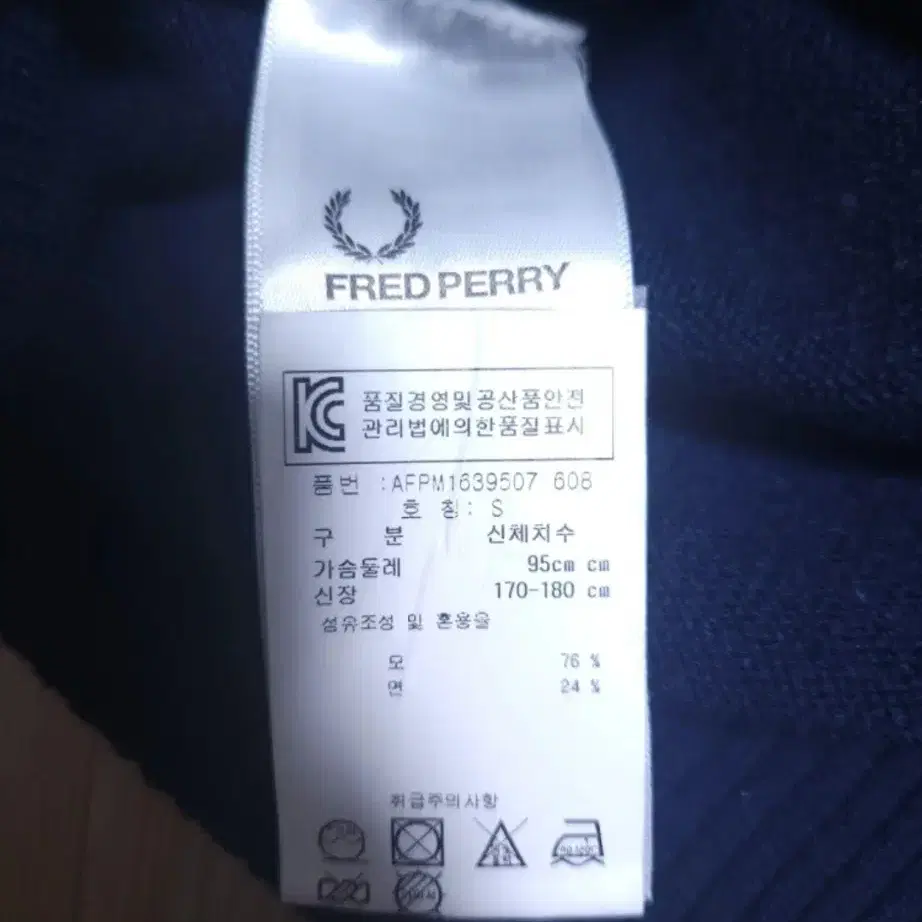 FRED PERRY
품질경영및공산품안전
관리법에의한품질표시
품번 :AFPM1639507 608
호 칭: S
구 분 신체치수
가슴둘레 95cm cm
신장 170-180 cm
섬유조성 및 혼용율
모 76 %
면 24 %
취급주의사항